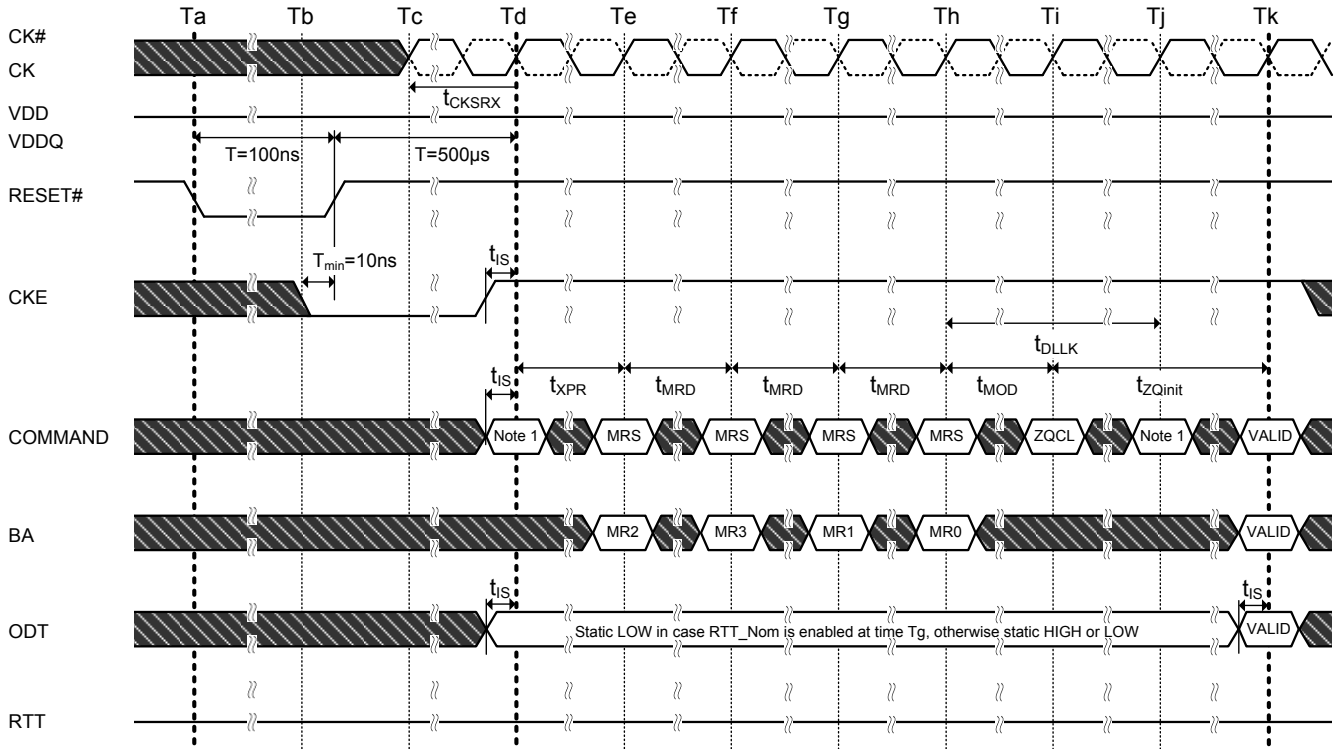 Ta Tb Tc Td Te Tf Tg Th Ti Tj Tk
CK#
CK
tCKSRX
VDD
VDDQ
T=100ns T=500µs
RESET#
Tmin=10ns tIS
CKE
tDLLK
tIS tXPR tMRD tMRD tMRD tMOD tZQinit
COMMAND Note 1 MRS MRS MRS MRS ZQCL Note 1 VALID
BA MR2 MR3 MR1 MR0 VALID
tIS tIS
ODT Static LOW in case RTT_Nom is enabled at time Tg, otherwise static HIGH or LOW VALID
RTT